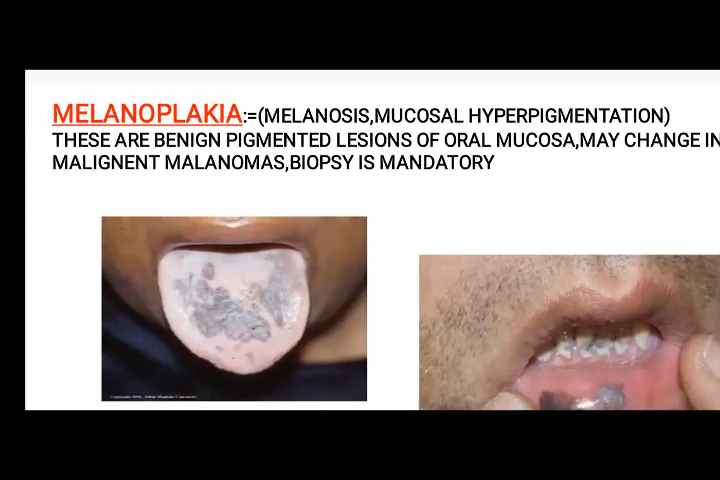 MELANOPLAKIA:=(MELANOSIS,MUCOSAL HYPERPIGMENTATION)
THESE ARE BENIGN PIGMENTED LESIONS OF ORAL MUCOSA,MAY CHANGE IN
MALIGNENT MALANOMAS,BIOPSY IS MANDATORY